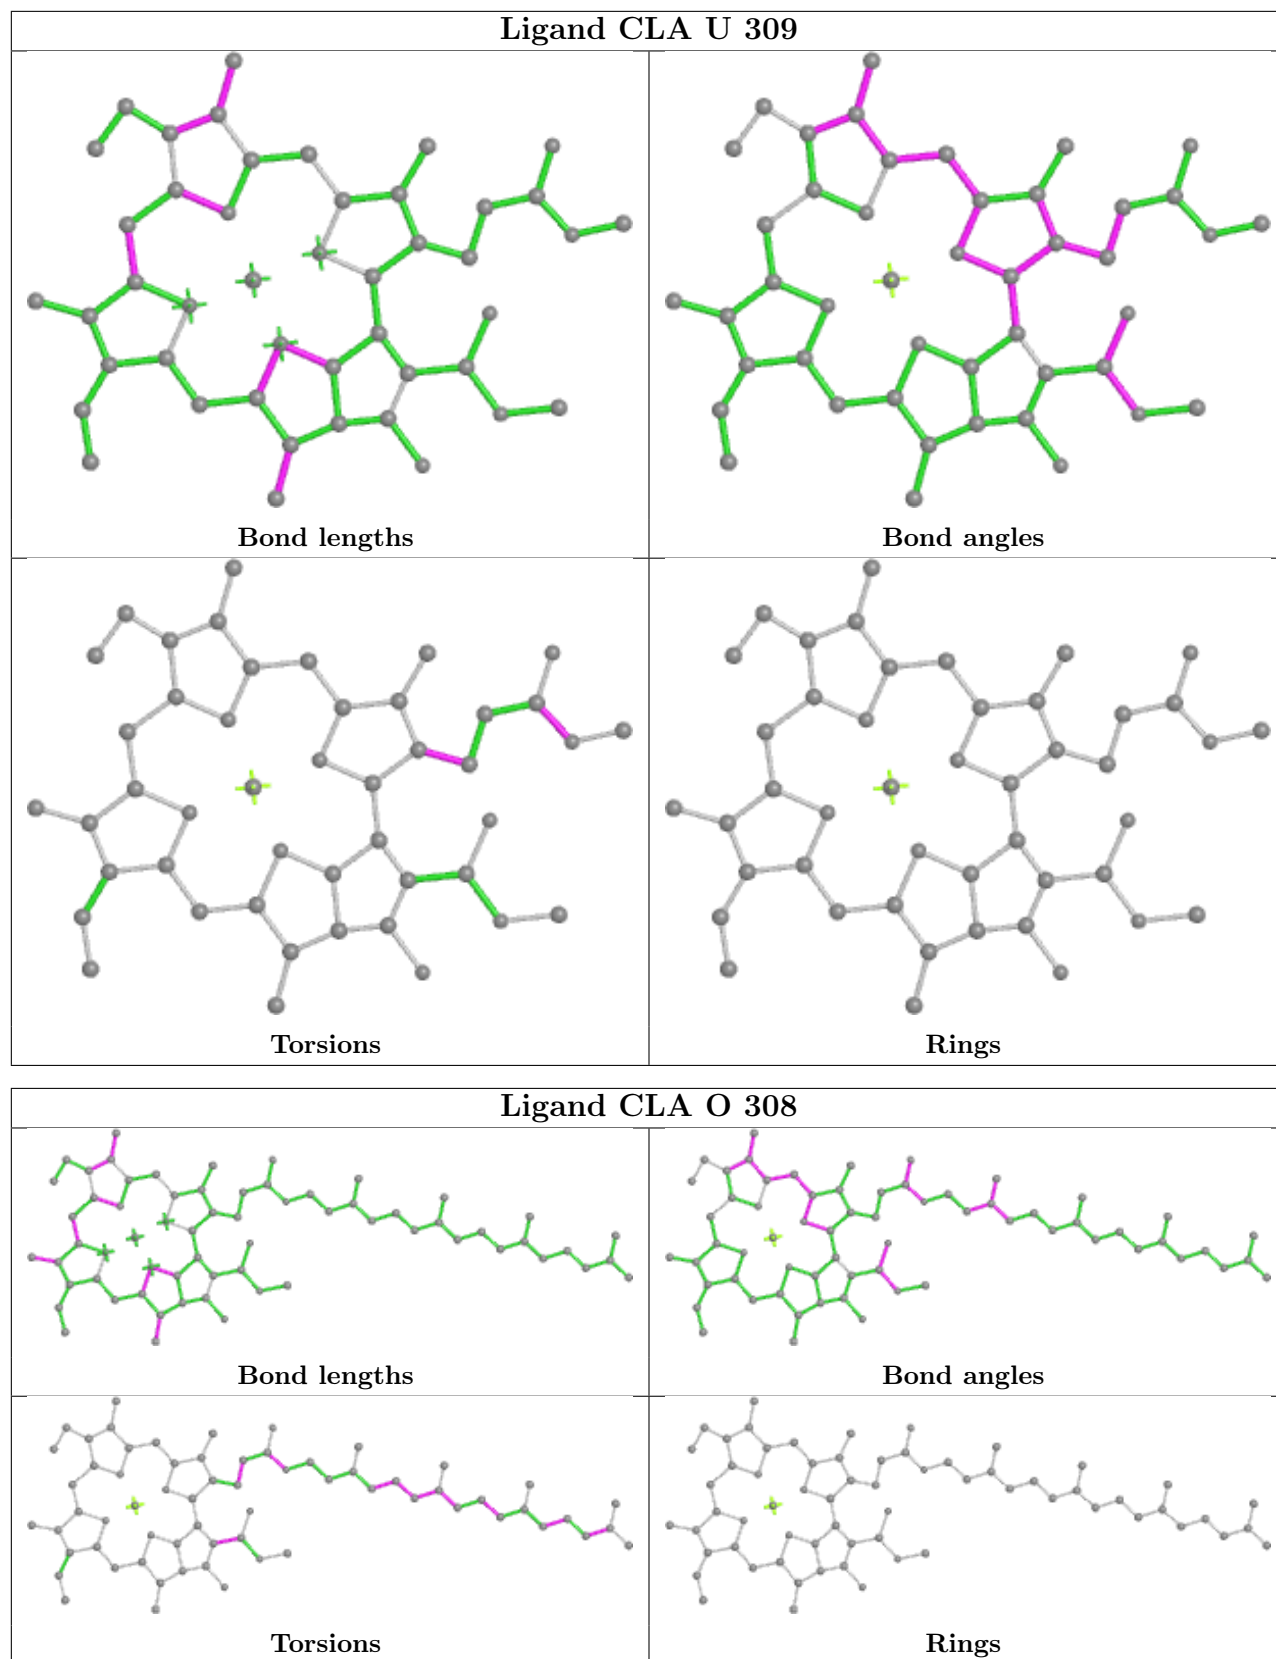 Ligand CLA U 309
Bond lengths
Bond angles
Torsions
Rings
Ligand CLA O 308
Bond lengths
Bond angles
Torsions
Rings